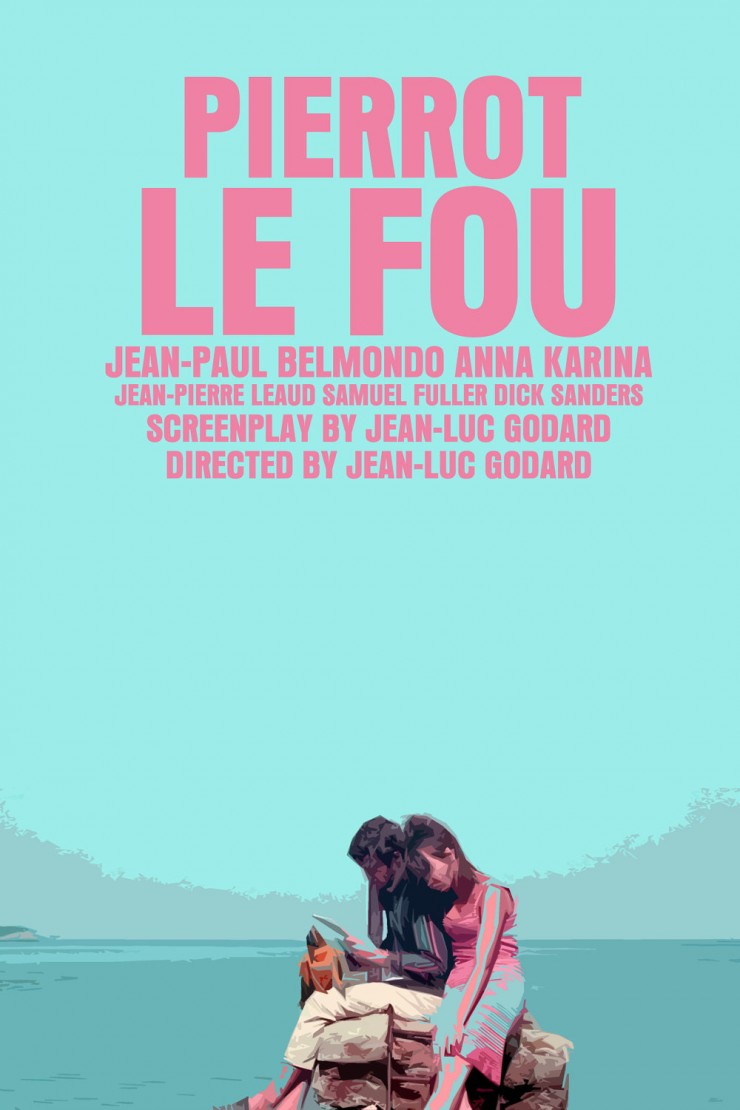 PIERROT
LE FOU
JEAN-PAUL BELMONDO ANNA KARINA
JEAN-PIERRE LEAUD SAMUEL FULLER DICK SANDERS
SCREENPLAY BY JEAN-LUC GODARD
DIRECTED BY JEAN-LUC GODARD